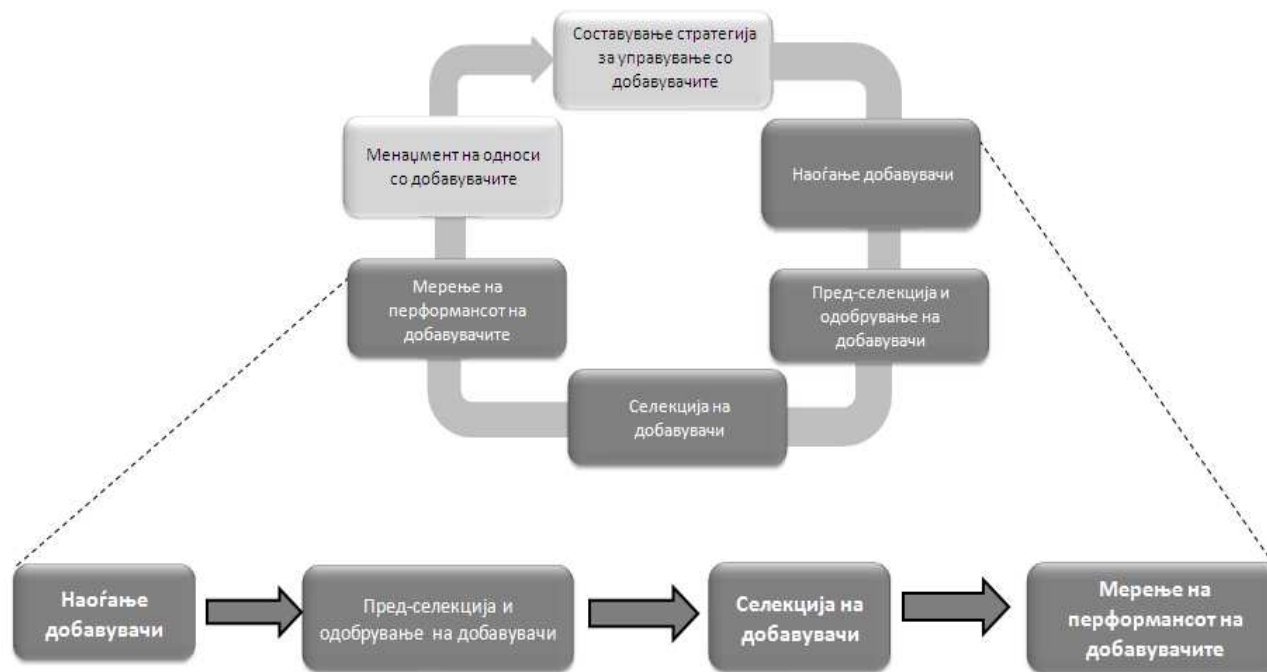 Составување стратегија
за управување со
добавувачите
Менаџмент на односи
со добавувачите
Наоѓање добавувачи
Мерење на
перформансот на
добавувачите
Пред-селекција и
одобрување на
добавувачи
Селекција на
добавувачи
Наоѓање
добавувачи
Пред-селекција и
одобрување на добавувачи
Селекција на
добавувачи
Мерење на
перформансот на
добавувачите